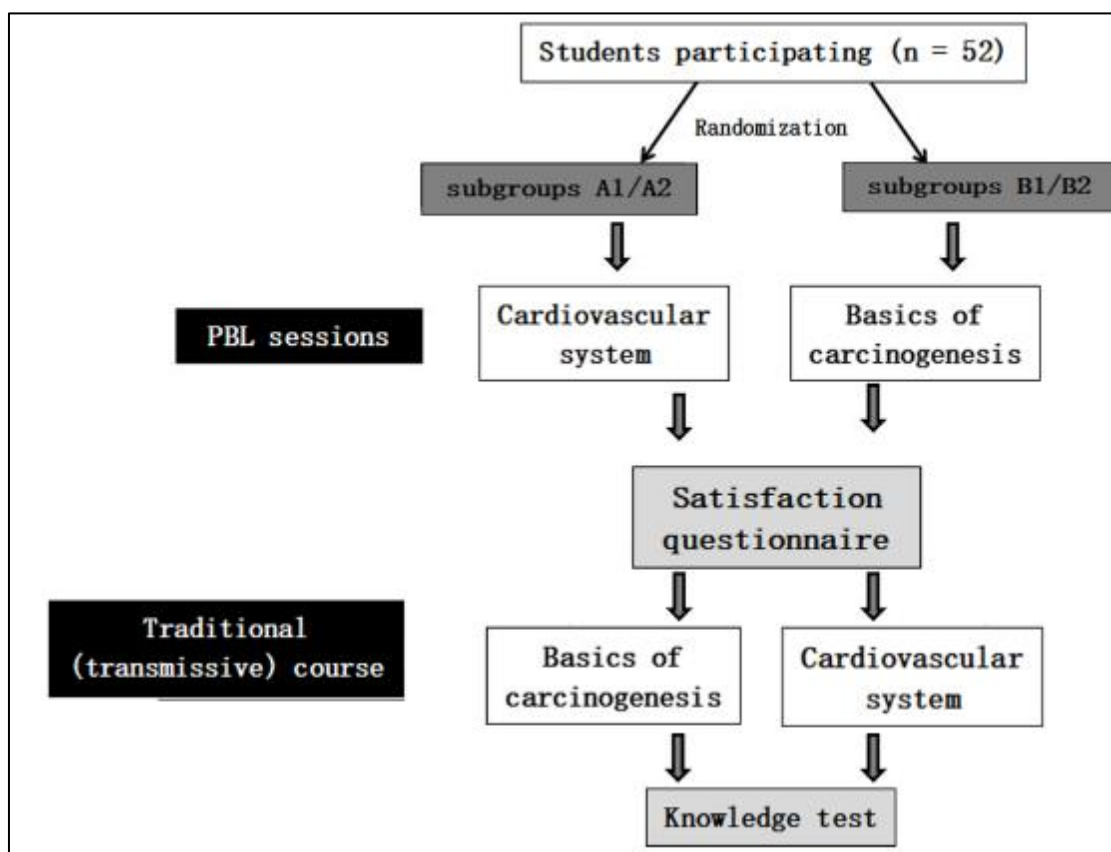 Students participating (n = 52)
Randomization
subgroups A1/A2
subgroups B1/B2
PBL sessions
Cardiovascular
system
Basics of
carcinogenesis
Satisfaction
questionnaire
Traditional
(transmissive) course
Basics of
carcinogenesis
Cardiovascular
system
Knowledge test